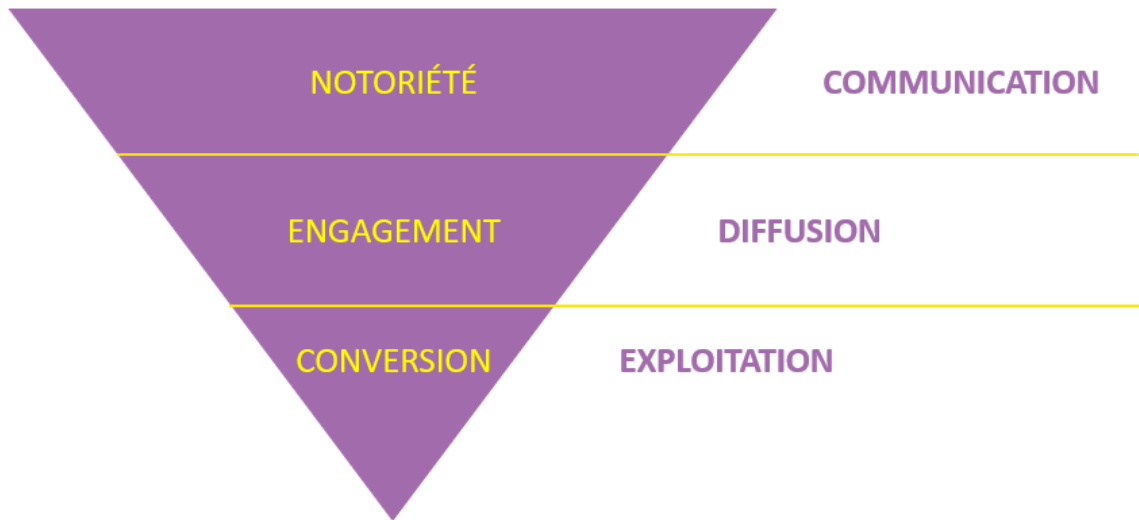 NOTORIÉTÉ COMMUNICATION
ENGAGEMENT DIFFUSION
CONVERSION EXPLOITATION